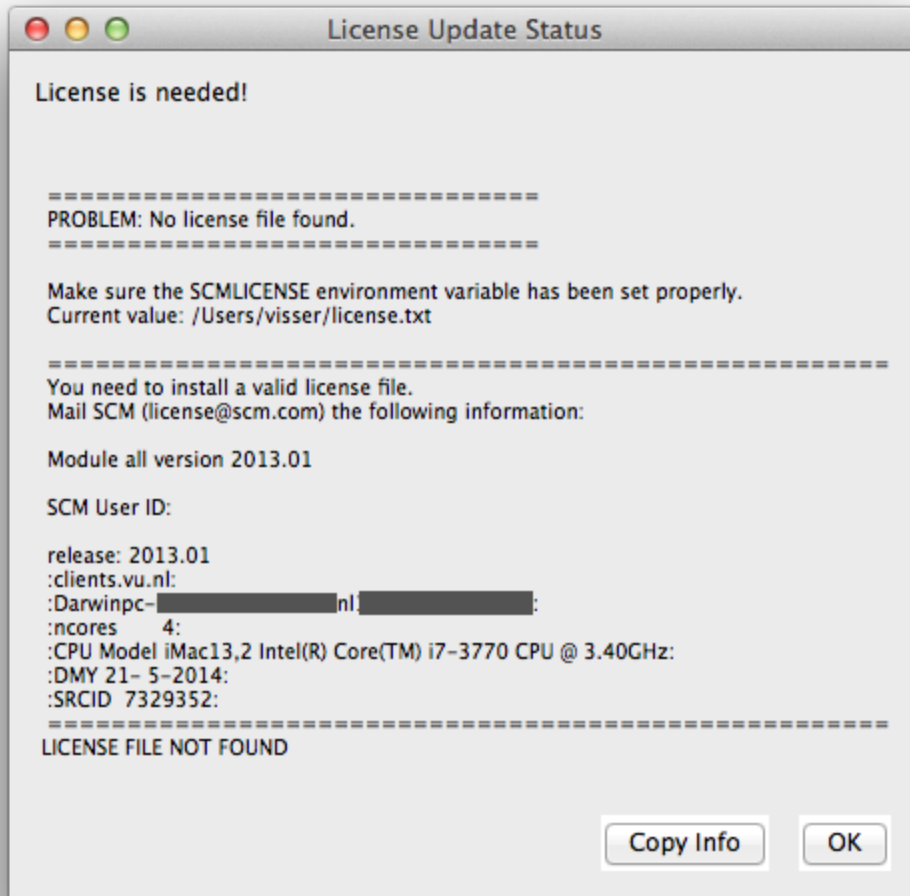 License Update Status
License is needed!
===============================
PROBLEM: No license file found.
===============================
Make sure the SCMLICENSE environment variable has been set properly.
Current value: /Users/visser/license.txt
=====================================================
You need to install a valid license file.
Mail SCM (license@scm.com) the following information:
Module all version 2013.01
SCM User ID:
release: 2013.01
:clients.vu.nl:
:Darwinpc- nl: :
:ncores 4:
:CPU Model iMac13,2 Intel(R) Core(TM) i7-3770 CPU @ 3.40GHz:
:DMY 21- 5-2014:
:SRCID 7329352:
=====================================================
LICENSE FILE NOT FOUND
Copy Info OK